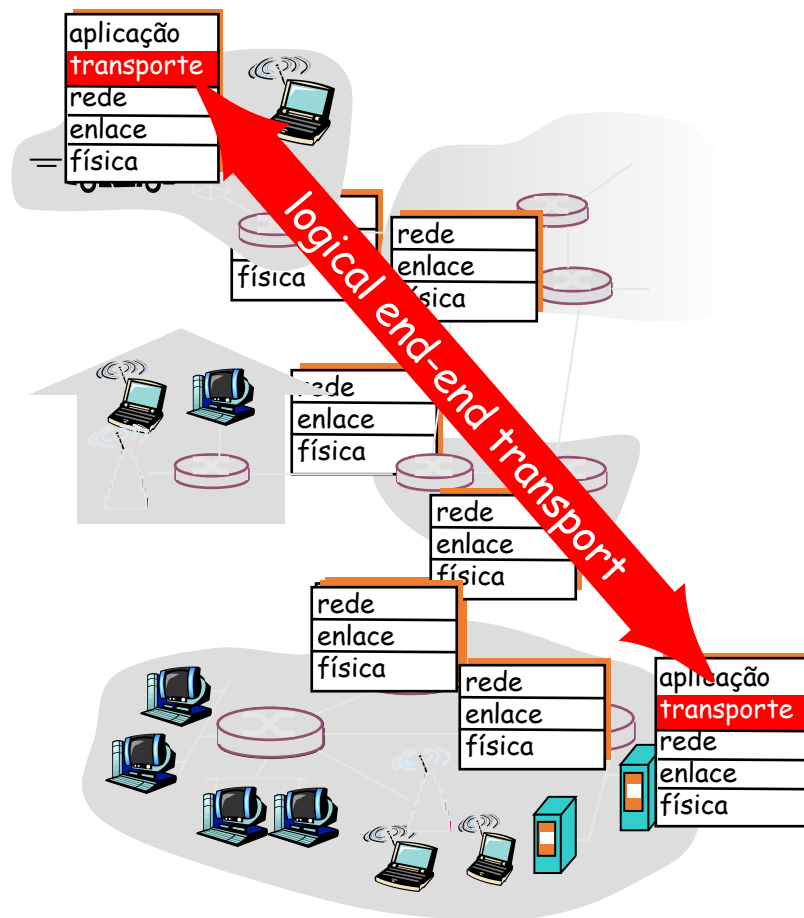 aplicação
transporte
rede
enlace
física
física
rede
enlace
física
logical end-end transport
rede
enlace
física
rede
enlace
física
rede
enlace
física
rede
enlace
física
aplicação
transporte
rede
enlace
física